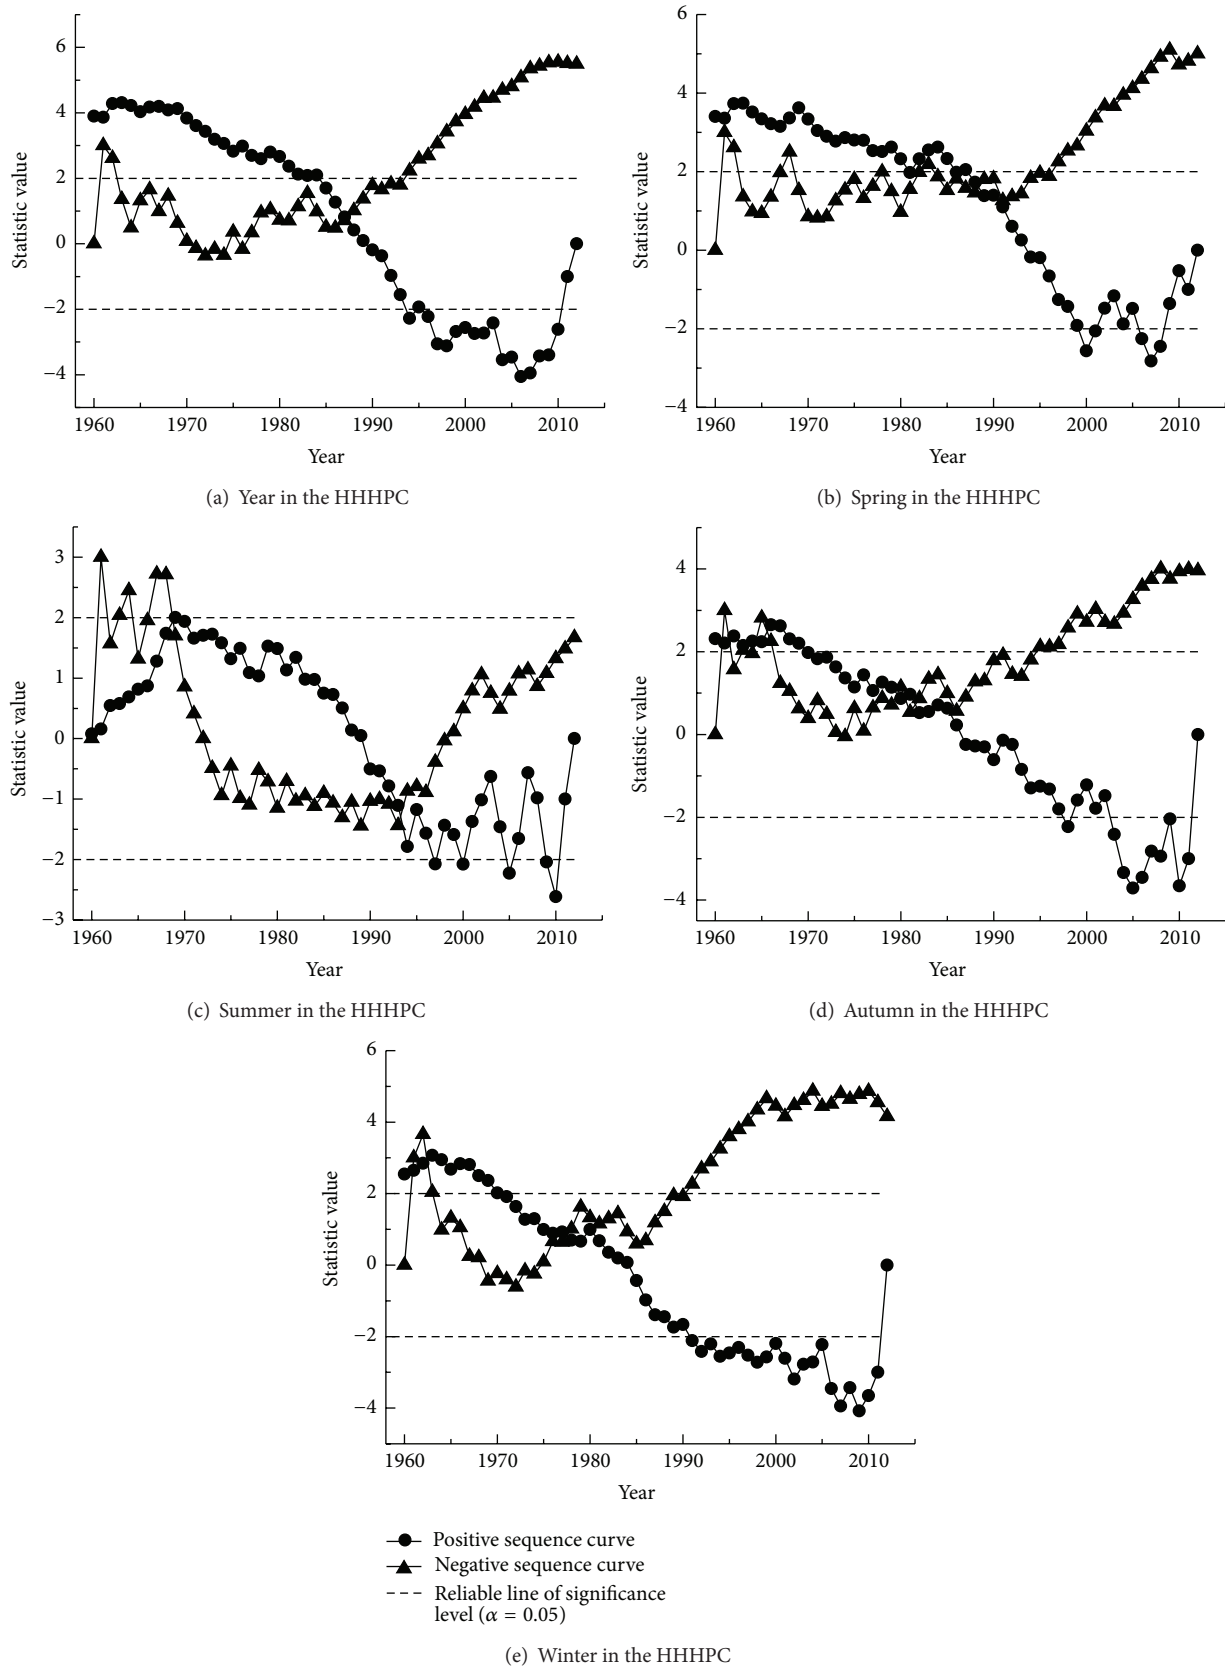 6
4
2
0
−2
−4
Statistic value
1960 1970 1980 1990 2000 2010
Year
(a) Year in the HHHPC
6
4
2
0
−2
−4
Statistic value
1960 1970 1980 1990 2000 2010
Year
(b) Spring in the HHHPC
3
2
1
0
−1
−2
−3
Statistic value
1960 1970 1980 1990 2000 2010
Year
(c) Summer in the HHHPC
4
2
0
−2
−4
Statistic value
1960 1970 1980 1990 2000 2010
Year
(d) Autumn in the HHHPC
6
4
2
0
−2
−4
Statistic value
1960 1970 1980 1990 2000 2010
Year
Positive sequence curve
Negative sequence curve
Reliable line of significance
level (α = 0.05)
(e) Winter in the HHHPC